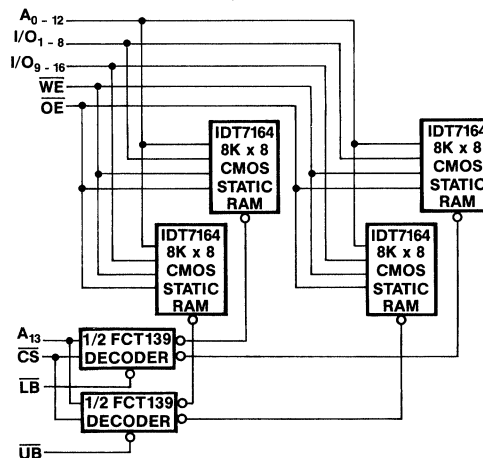 A0 - 12
I/O1 - 8
I/O9 - 16
WE
OE
IDT7164
8K x 8
CMOS
STATIC
RAM
IDT7164
8K x 8
CMOS
STATIC
RAM
IDT7164
8K x 8
CMOS
STATIC
RAM
IDT7164
8K x 8
CMOS
STATIC
RAM
A13
CS
LB
UB
1/2 FCT139
DECODER
1/2 FCT139
DECODER